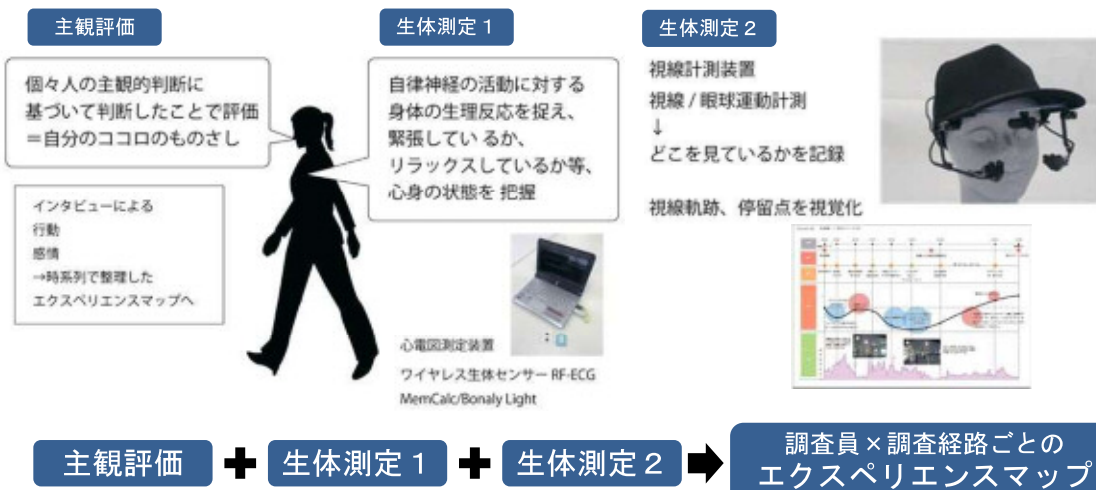 主観評価
個々人の主観的判断に
基づいて判断したことで評価
＝自分のココロのものさし
インタビューによる
行動
感情
→時系列で整理した
エクスペリエンスマップへ
生体測定１
自律神経の活動に対する
身体の生理反応を捉え、
緊張してい るか、
リラックスしているか等、
心身の状態を 把握
心電図測定装置
ワイヤレス生体センサー RF-ECG
MemCalc/Bonaly Light
生体測定２
視線計測装置
視線 / 眼球運動計測
↓
どこを見ているかを記録
視線軌跡、停留点を視覚化
主観評価 + 生体測定１ + 生体測定２ → 調査員×調査経路ごとの
エクスペリエンスマップ